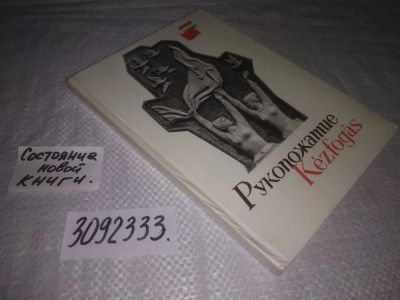 Рукопожатие
Kézfogás
Состояние
новой
книги.
3092333.